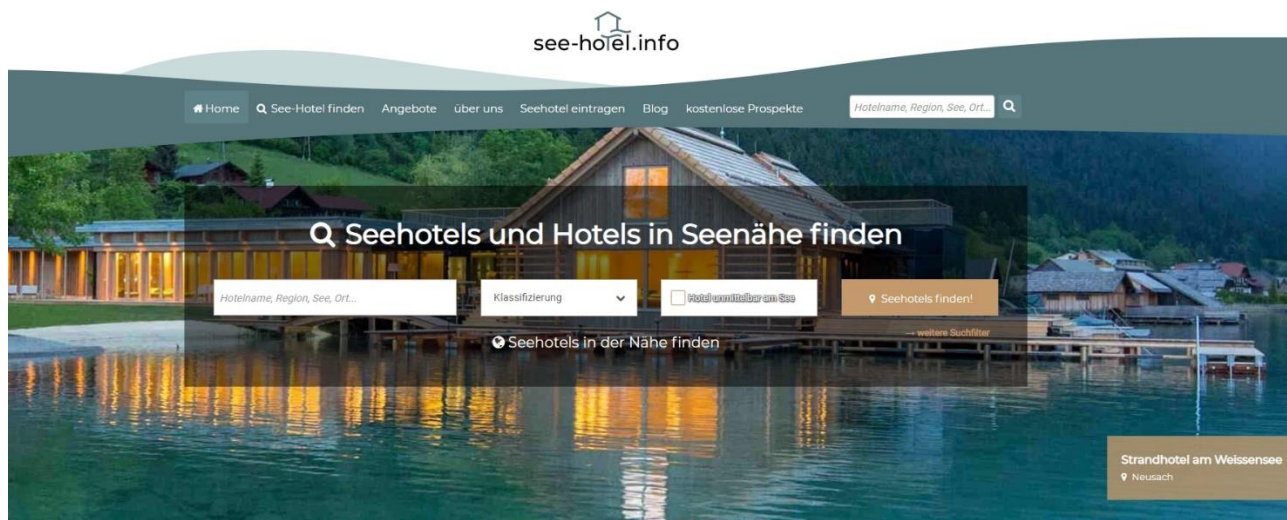 see-hotel.info
Home See-Hotel finden Angebote über uns Seehotel eintragen Blog kostenlose Prospekte Hotelname, Region, See, Ort...
Seehotels und Hotels in Seenähe finden
Hotelname, Region, See, Ort... Klassifizierung Hotel unmittelbar am See Seehotels finden!
→ weitere Suchfilter
Seehotels in der Nähe finden
Strandhotel am Weissensee
Neusach